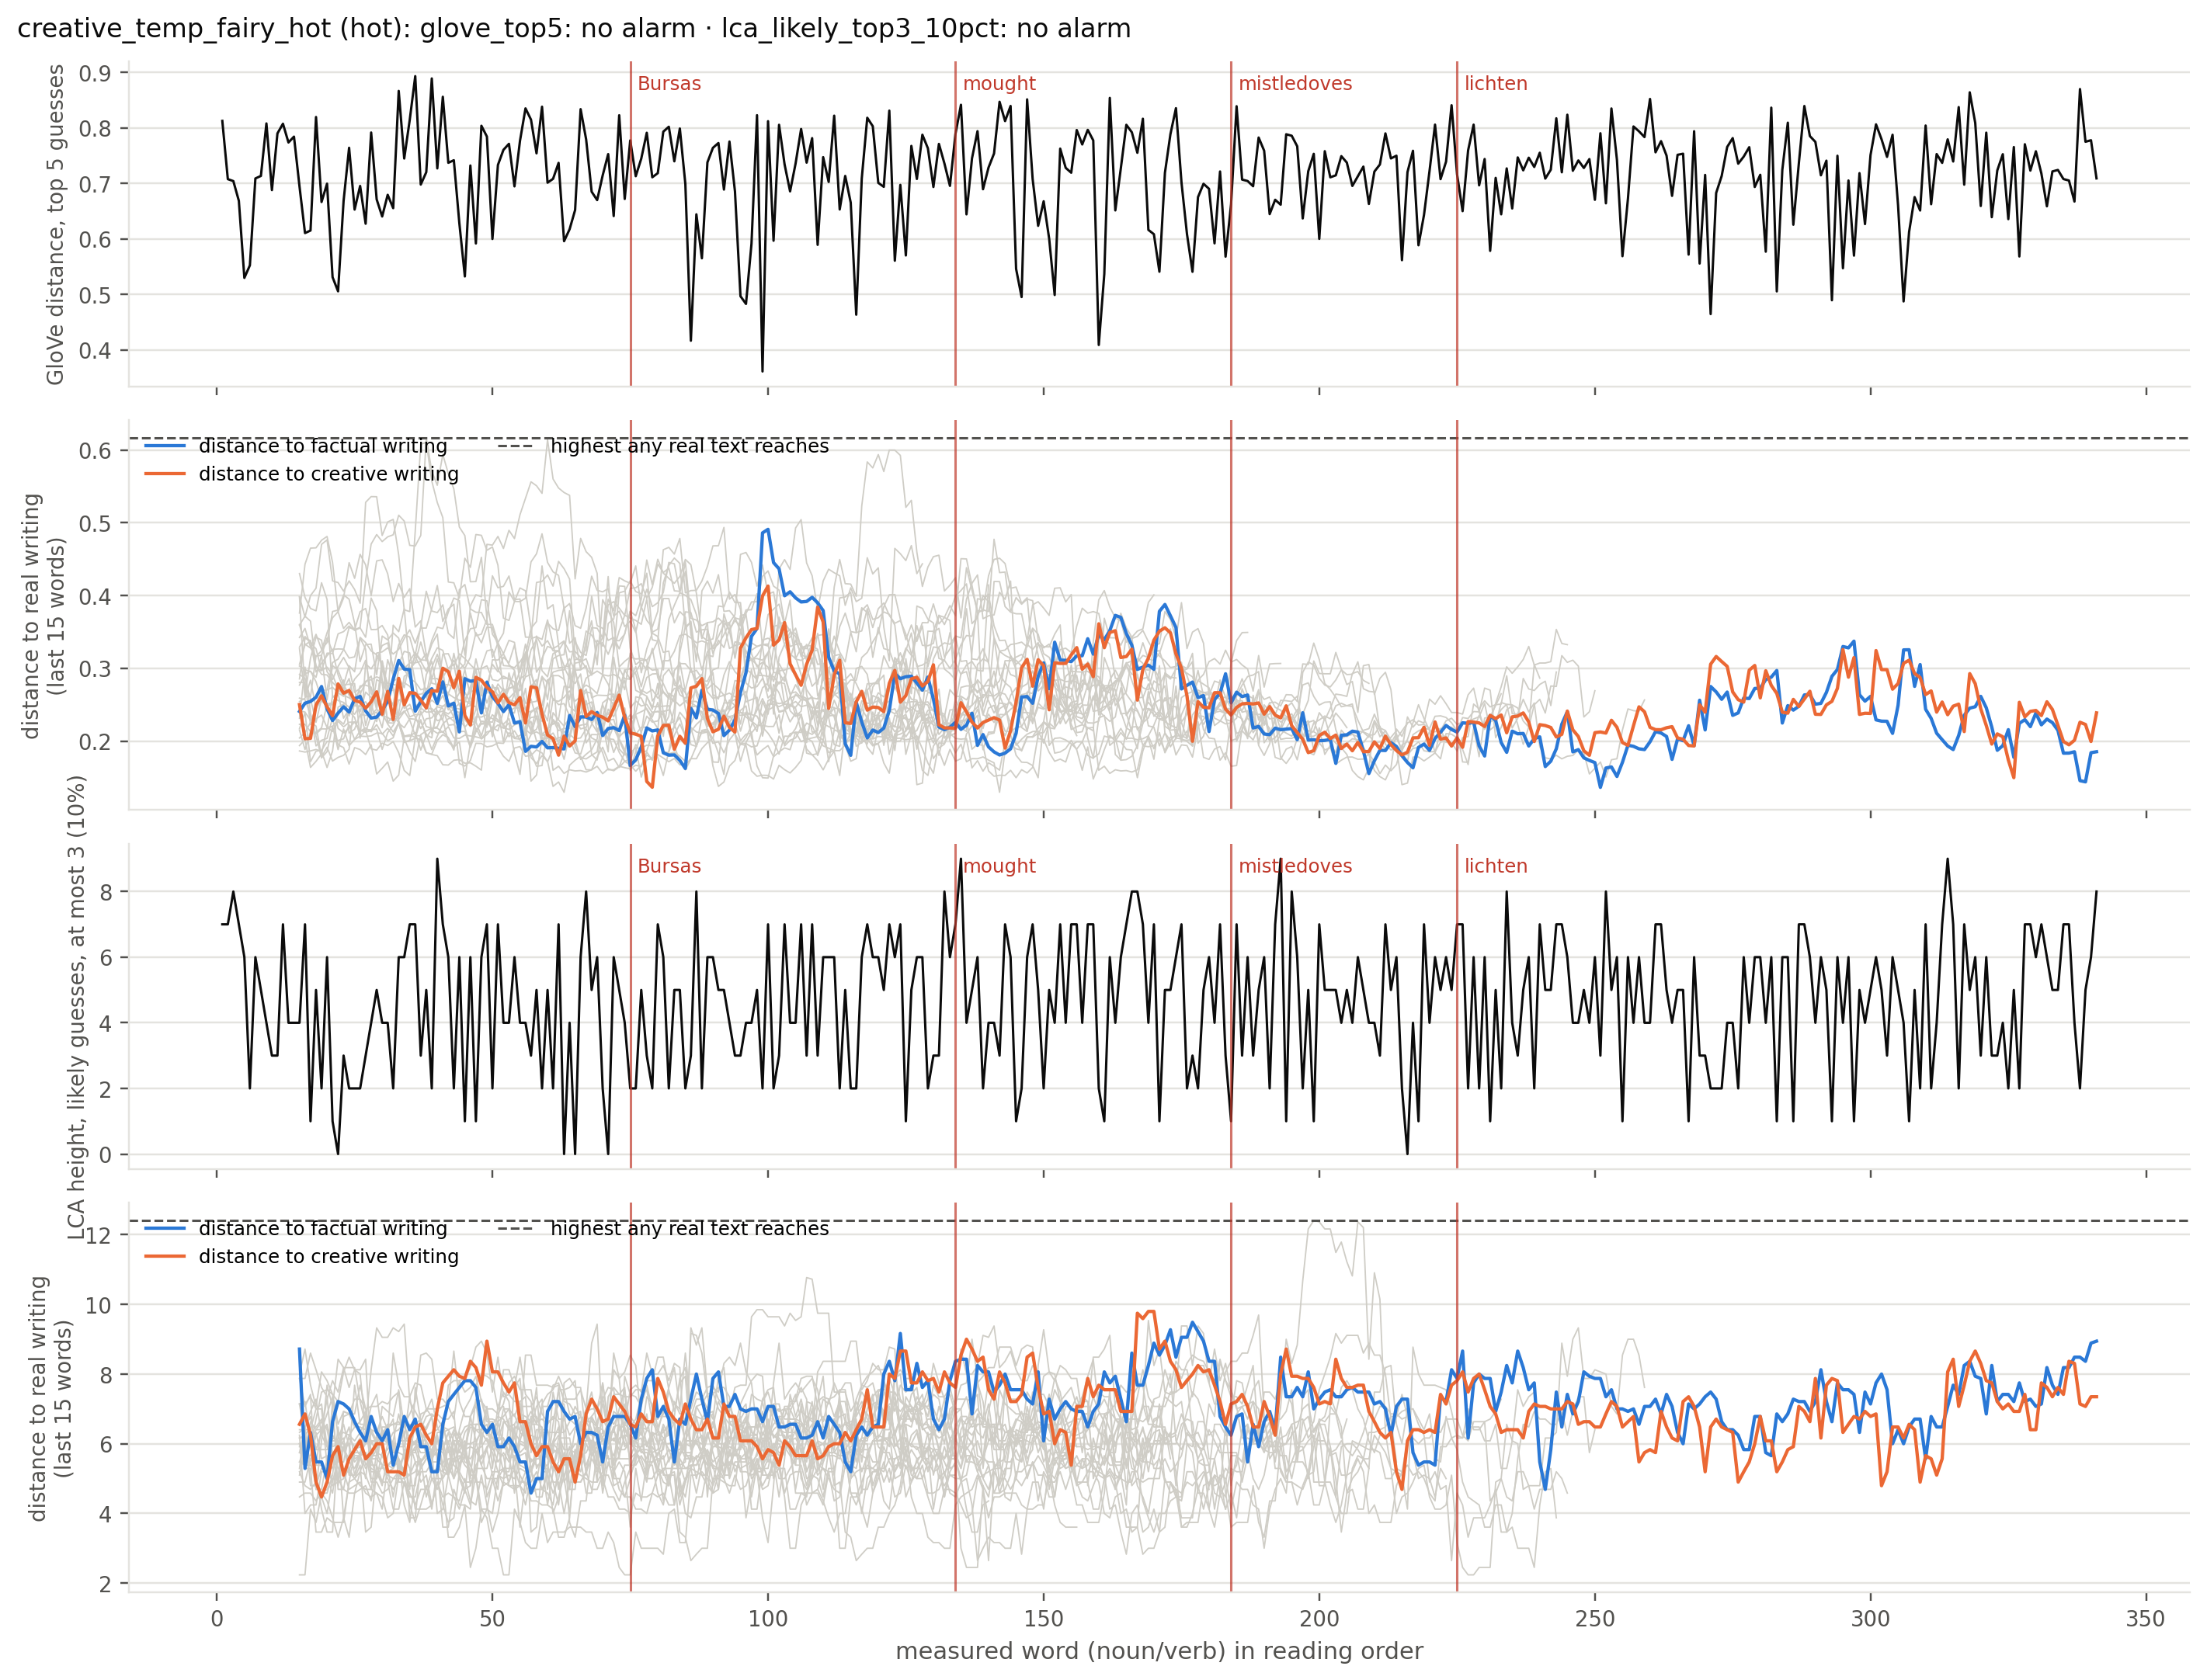 creative_temp_fairy_hot (hot): glove_top5: no alarm · lca_likely_top3_10pct: no alarm
GloVe distance, top 5 guesses
0.9
0.8
0.7
0.6
0.5
0.4
Bursas
mought
mistledoves
lichten
distance to real writing
(last 15 words)
0.6
0.5
0.4
0.3
0.2
distance to factual writing
distance to creative writing
highest any real text reaches
LCA height, likely guesses, at most 3 (10%)
8
6
4
2
0
Bursas
mought
mistledoves
lichten
distance to real writing
(last 15 words)
12
10
8
6
4
2
distance to factual writing
distance to creative writing
highest any real text reaches
0
50
100
150
200
250
300
350
measured word (noun/verb) in reading order